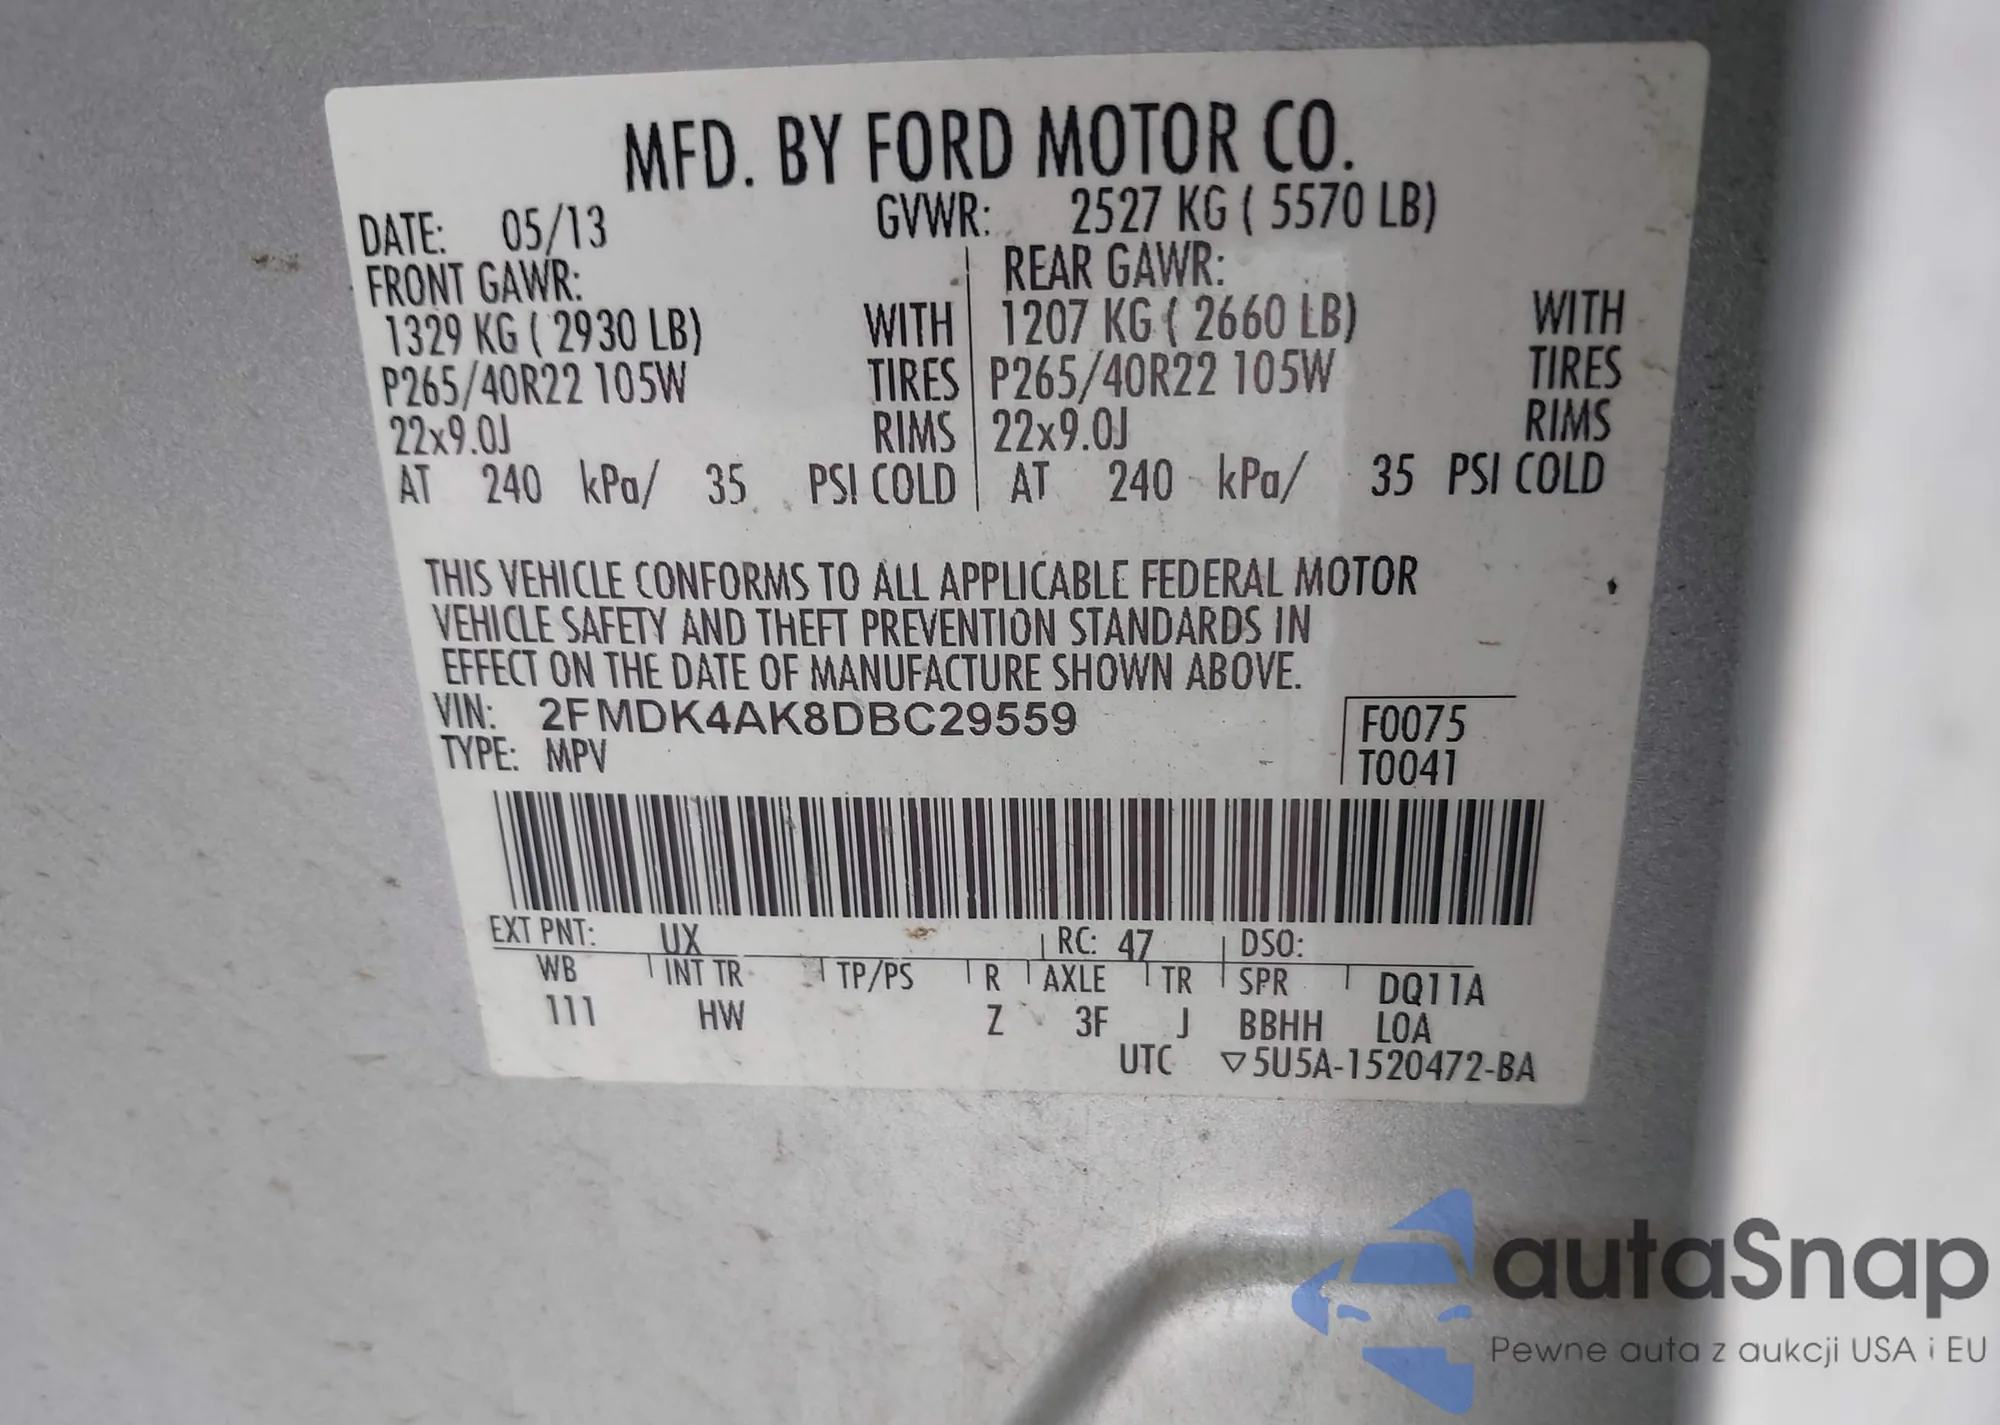 MFD. BY FORD MOTOR CO.
DATE: 05/13 GVWR: 2527 KG ( 5570 LB)
FRONT GAWR: REAR GAWR:
1329 KG ( 2930 LB) WITH 1207 KG ( 2660 LB) WITH
P265/40R22 105W TIRES P265/40R22 105W TIRES
22x9.0J RIMS 22x9.0J RIMS
AT 240 kPa/ 35 PSI COLD AT 240 kPa/ 35 PSI COLD
THIS VEHICLE CONFORMS TO ALL APPLICABLE FEDERAL MOTOR
VEHICLE SAFETY AND THEFT PREVENTION STANDARDS IN
EFFECT ON THE DATE OF MANUFACTURE SHOWN ABOVE.
VIN: 2FMDK4AK8DBC29559 F0075
TYPE: MPV T0041
EXT PNT: UX RC: 47 DSO:
WB INT TR TP/PS R AXLE TR SPR DQ11A
111 HW Z 3F J BBHH LOA
UTC ▽5U5A-1520472-BA
autaSnap
Pewne auta z aukcji USA i EU